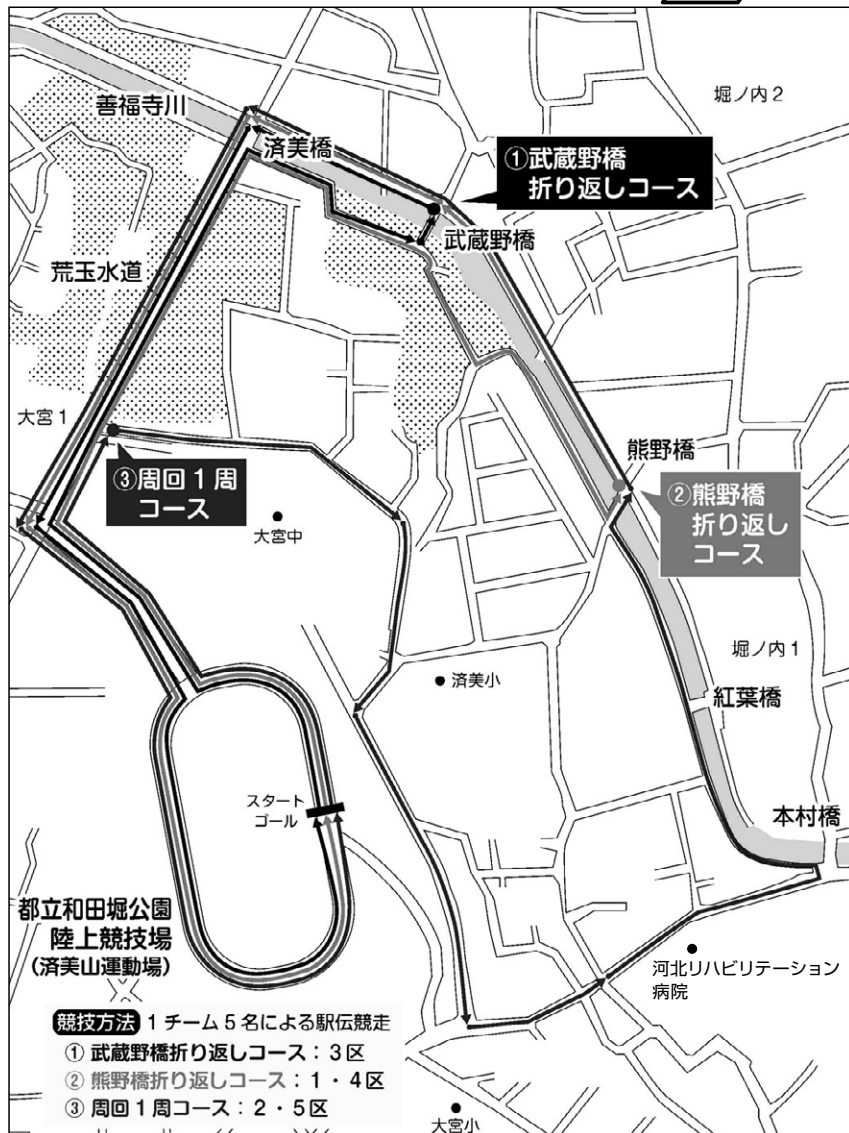 堀ノ内2
善福寺川
済美橋
①武蔵野橋
折り返しコース
武蔵野橋
荒玉水道
大宮1
熊野橋
③周回1周
コース
②熊野橋
折り返し
コース
大宮中
堀ノ内1
済美小
紅葉橋
スタート
ゴール
本村橋
都立和田堀公園
陸上競技場
(済美山運動場)
河北リハビリテーション
病院
競技方法 1チーム5名による駅伝競走
① 武蔵野橋折り返しコース:3区
② 熊野橋折り返しコース:1・4区
③ 周回1周コース:2・5区
大宮小